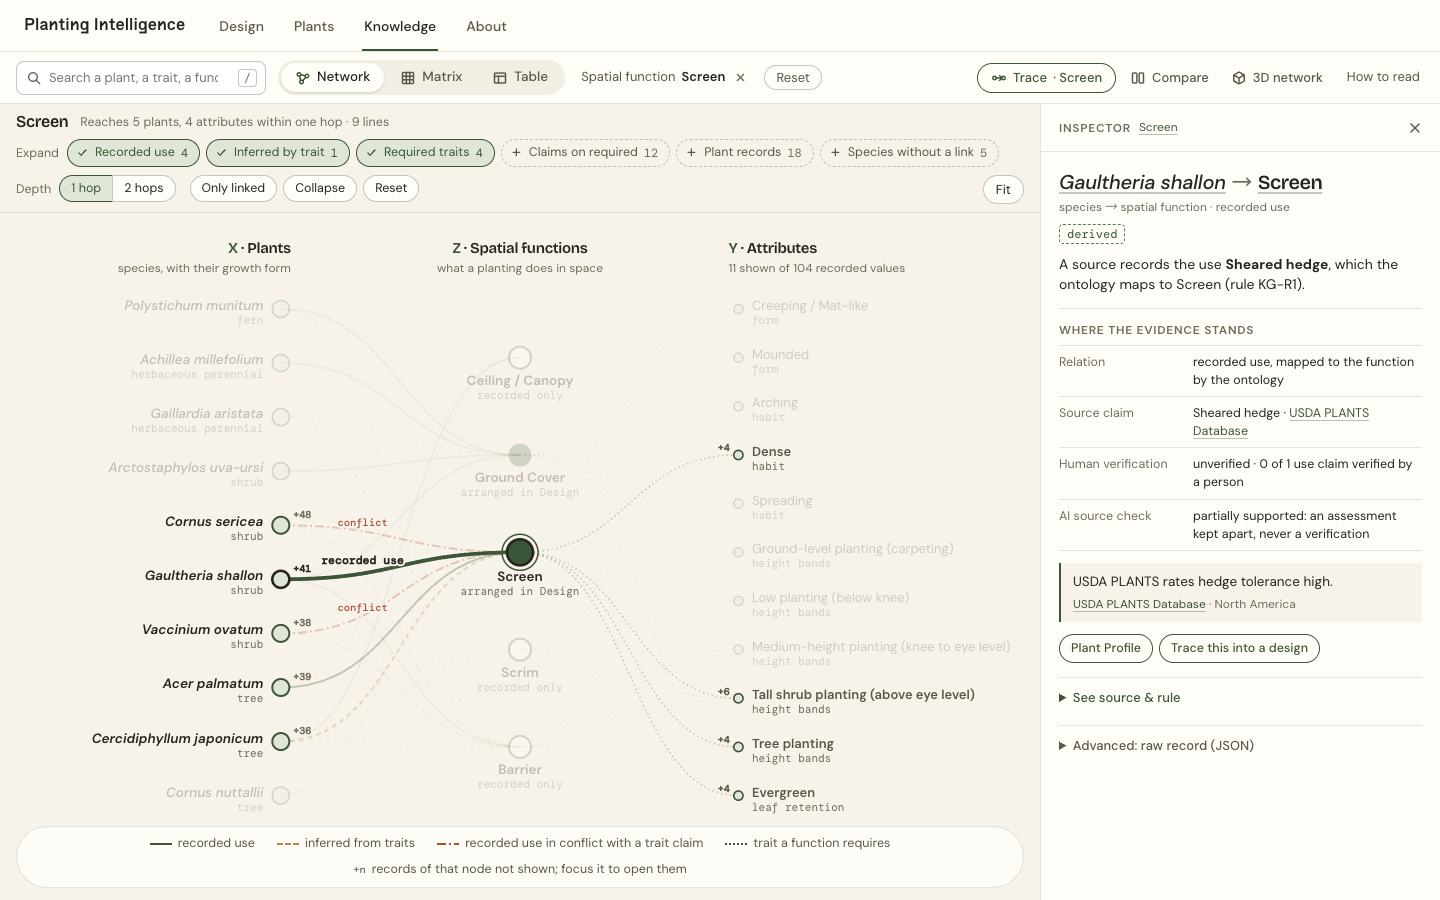 Planting Intelligence
Design
Plants
Knowledge
About
Search a plant, a trait, a func
/
Network
Matrix
Table
Spatial function Screen ×
Reset
Trace · Screen
Compare
3D network
How to read
Screen Reaches 5 plants, 4 attributes within one hop · 9 lines
Expand
Recorded use 4
Inferred by trait 1
Required traits 4
+ Claims on required 12
+ Plant records 18
+ Species without a link 5
Depth
1 hop
2 hops
Only linked
Collapse
Reset
Fit
X · Plants
species, with their growth form
Polystichum munitum
fern
Achillea millefolium
herbaceous perennial
Gaillardia aristata
herbaceous perennial
Arctostaphylos uva-ursi
shrub
Cornus sericea
shrub
+48
Gaultheria shallon
shrub
+41
Vaccinium ovatum
shrub
+38
Acer palmatum
tree
+39
Cercidiphyllum japonicum
tree
+36
Cornus nuttallii
tree
conflict
recorded use
conflict
Z · Spatial functions
what a planting does in space
Ceiling / Canopy
recorded only
Ground Cover
arranged in Design
Screen
arranged in Design
Scrim
recorded only
Barrier
recorded only
Y · Attributes
11 shown of 104 recorded values
Creeping / Mat-like
form
Mounded
form
Arching
habit
+4
Dense
habit
Spreading
habit
Ground-level planting (carpeting)
height bands
Low planting (below knee)
height bands
Medium-height planting (knee to eye level)
height bands
+6
Tall shrub planting (above eye level)
height bands
+4
Tree planting
height bands
+4
Evergreen
leaf retention
recorded use
inferred from traits
recorded use in conflict with a trait claim
trait a function requires
+n records of that node not shown; focus it to open them
INSPECTOR Screen
×
Gaultheria shallon → Screen
species → spatial function · recorded use
derived
A source records the use Sheared hedge, which the
ontology maps to Screen (rule KG-R1).
WHERE THE EVIDENCE STANDS
Relation
recorded use, mapped to the function
by the ontology
Source claim
Sheared hedge · USDA PLANTS
Database
Human verification
unverified · 0 of 1 use claim verified by
a person
AI source check
partially supported: an assessment
kept apart, never a verification
USDA PLANTS rates hedge tolerance high.
USDA PLANTS Database · North America
Plant Profile
Trace this into a design
See source & rule
Advanced: raw record (JSON)